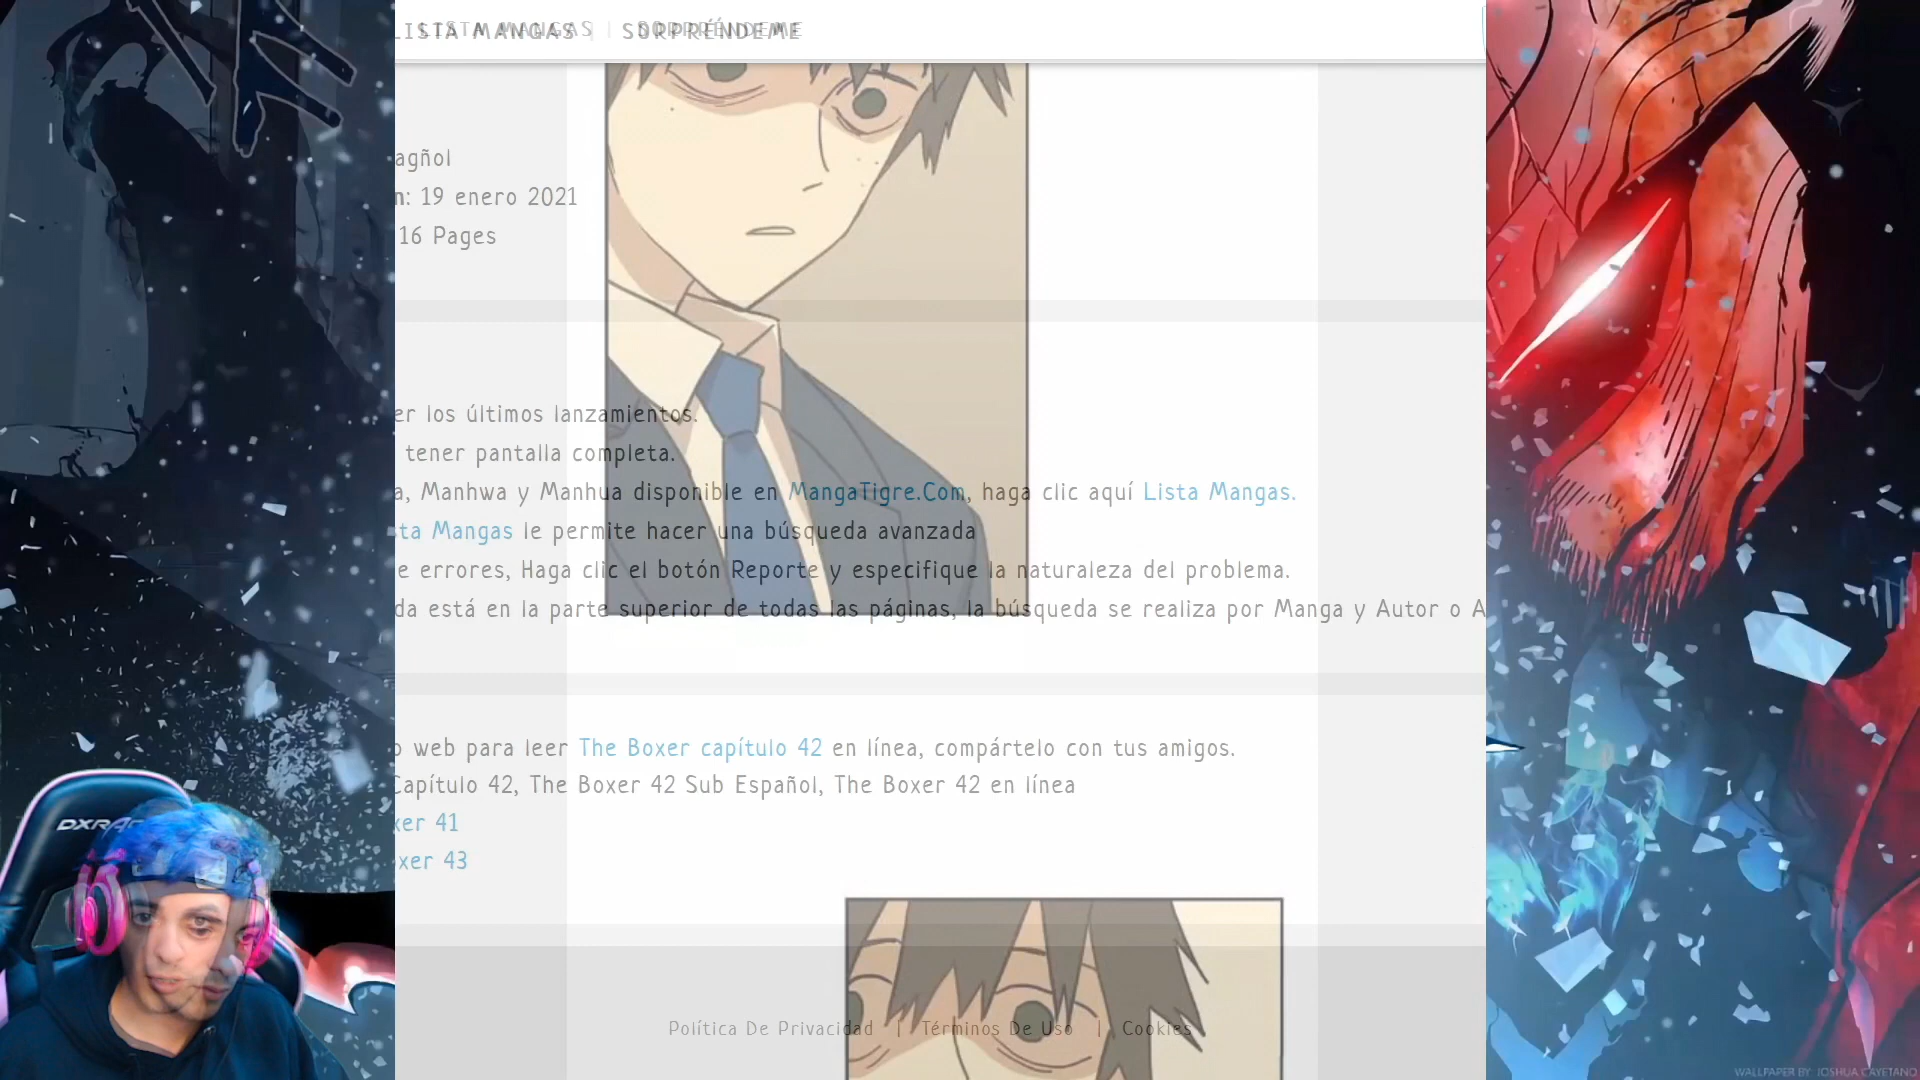 LISTA MANGAS | SORPRÉNDEME
agñol
n: 19 enero 2021
16 Pages
er los últimos lanzamientos.
tener pantalla completa.
a, Manhwa y Manhua disponible en MangaTigre.Com, haga clic aquí Lista Mangas.
sta Mangas le permite hacer una búsqueda avanzada
e errores, Haga clic el botón Reporte y especifique la naturaleza del problema.
da está en la parte superior de todas las páginas, la búsqueda se realiza por Manga y Autor o A
o web para leer The Boxer capítulo 42 en línea, compártelo con tus amigos.
Capítulo 42, The Boxer 42 Sub Español, The Boxer 42 en línea
xer 41
xer 43
Política De Privacidad | Términos De Uso | Cookies
DXRAC
WALLPAPER BY JOSHUA CAYETANO